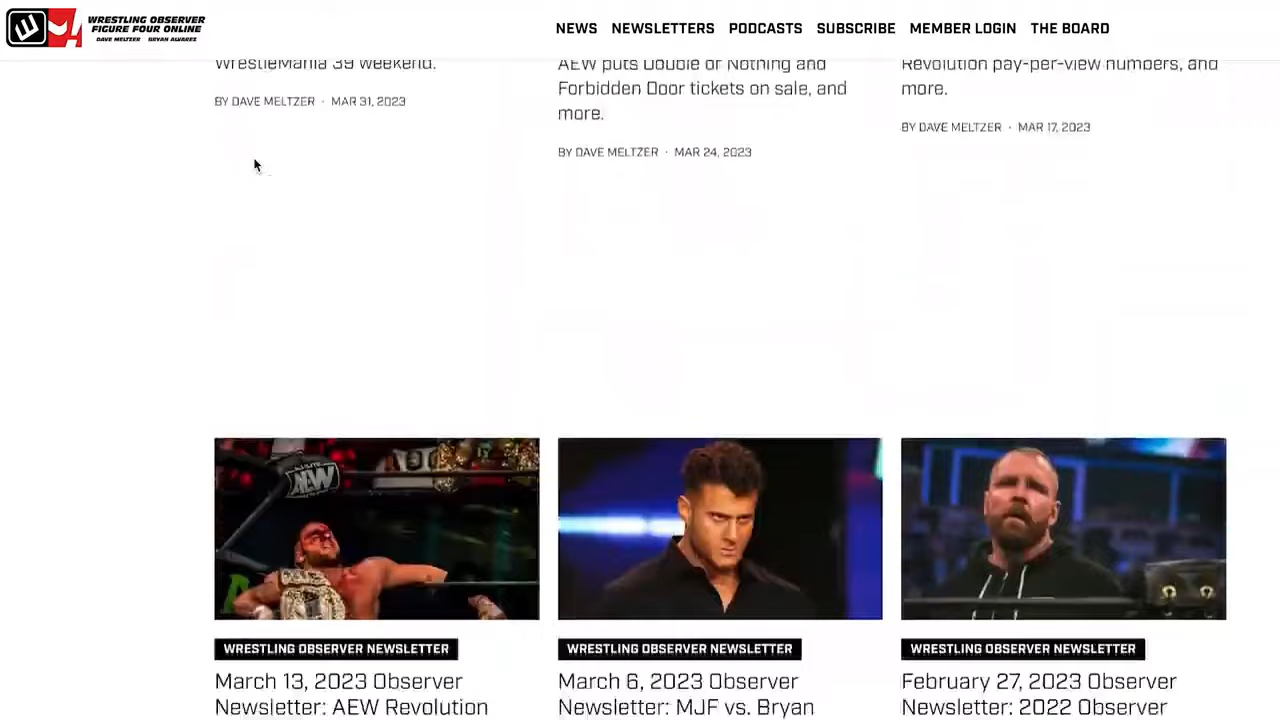 WRESTLING OBSERVER
FIGURE FOUR ONLINE
DAVE MELTZER BRYAN ALVAREZ
NEWS NEWSLETTERS PODCASTS SUBSCRIBE MEMBER LOGIN THE BOARD
WrestleMania 39 weekend.
BY DAVE MELTZER · MAR 31, 2023
AEW puts Double or Nothing and
Forbidden Door tickets on sale, and
more.
BY DAVE MELTZER · MAR 24, 2023
Revolution pay-per-view numbers, and
more.
BY DAVE MELTZER · MAR 17, 2023
AEW
WRESTLING OBSERVER NEWSLETTER
March 13, 2023 Observer
Newsletter: AEW Revolution
WRESTLING OBSERVER NEWSLETTER
March 6, 2023 Observer
Newsletter: MJF vs. Bryan
WRESTLING OBSERVER NEWSLETTER
February 27, 2023 Observer
Newsletter: 2022 Observer